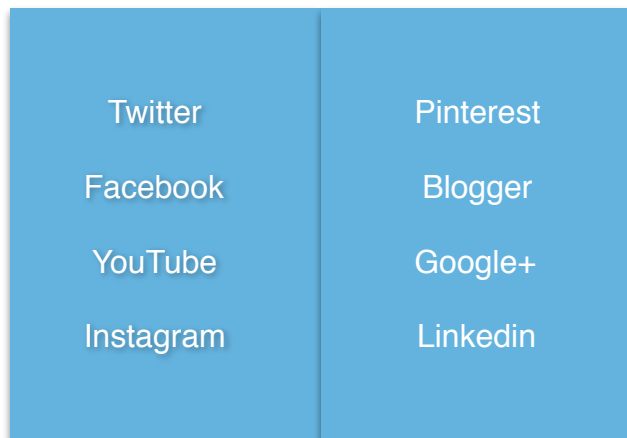 Twitter
Facebook
YouTube
Instagram
Pinterest
Blogger
Google+
Linkedin